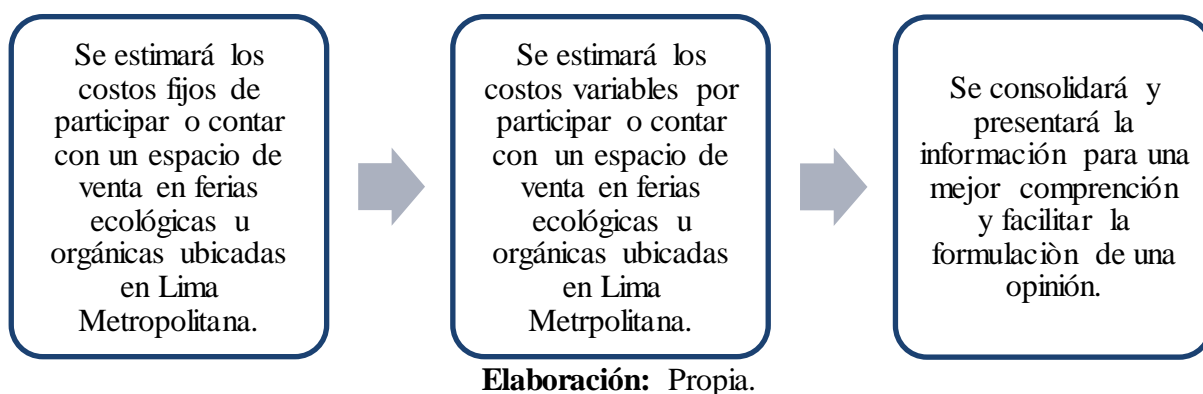 Se estimará los
costos fijos de
participar o contar
con un espacio de
venta en ferias
ecológicas u
orgánicas ubicadas
en Lima
Metropolitana.
Se estimará los
costos variables por
participar o contar
con un espacio de
venta en ferias
ecológicas u
orgánicas ubicadas
en Lima
Metrpolitana.
Se consolidará y
presentará la
información para una
mejor comprención
y facilitar la
formulaciòn de una
opinión.
Elaboración: Propia.